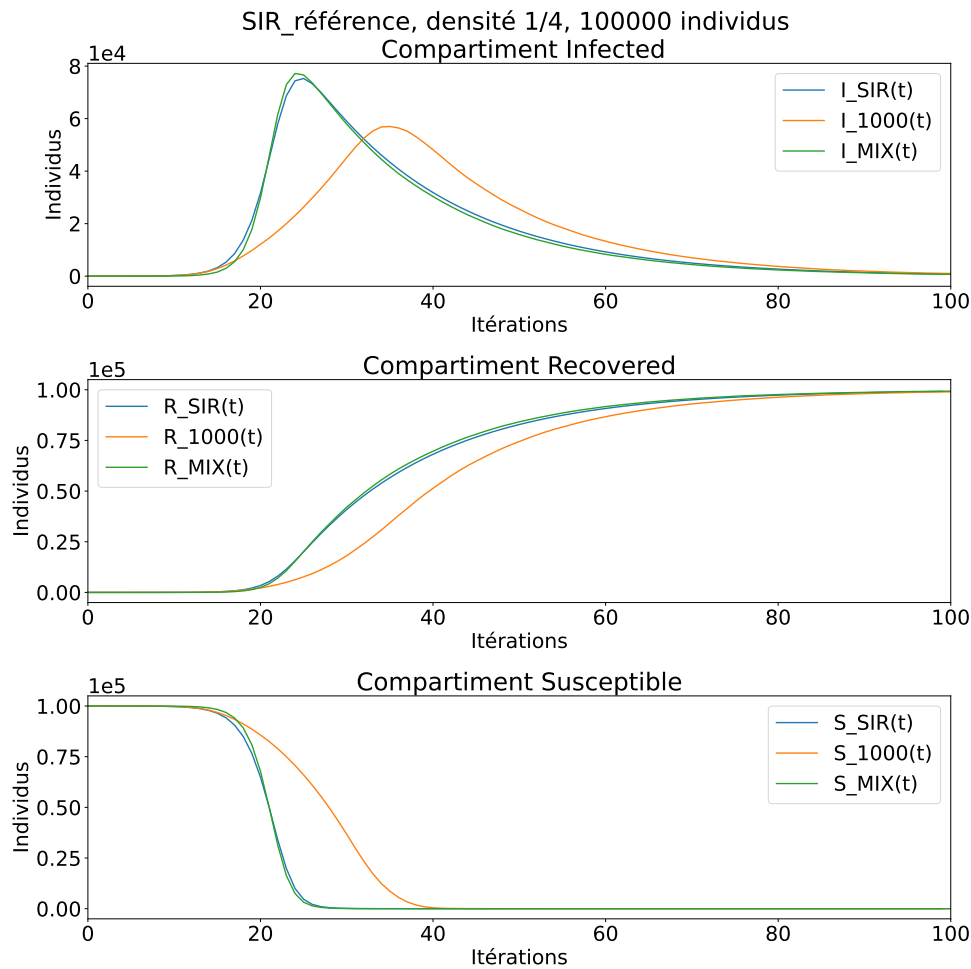 SIR_référence, densité 1/4, 100000 individus
Compartiment Infected
1e4
8
6
4
2
0
Individus
I_SIR(t)
I_1000(t)
I_MIX(t)
0 20 40 60 80 100
Itérations
Compartiment Recovered
1e5
1.00
0.75
0.50
0.25
0.00
Individus
R_SIR(t)
R_1000(t)
R_MIX(t)
0 20 40 60 80 100
Itérations
Compartiment Susceptible
1e5
1.00
0.75
0.50
0.25
0.00
Individus
S_SIR(t)
S_1000(t)
S_MIX(t)
0 20 40 60 80 100
Itérations